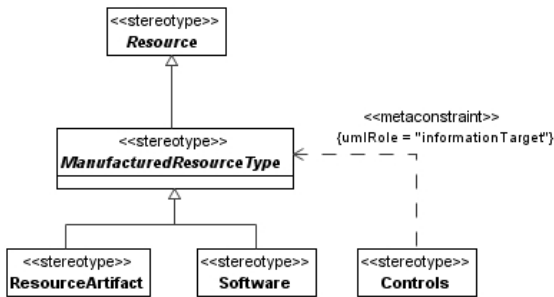 <<stereotype>>
Resource
<<metaconstraint>>
{umlRole = "informationTarget"}
<<stereotype>>
ManufacturedResourceType
<<stereotype>>
ResourceArtifact
<<stereotype>>
Software
<<stereotype>>
Controls